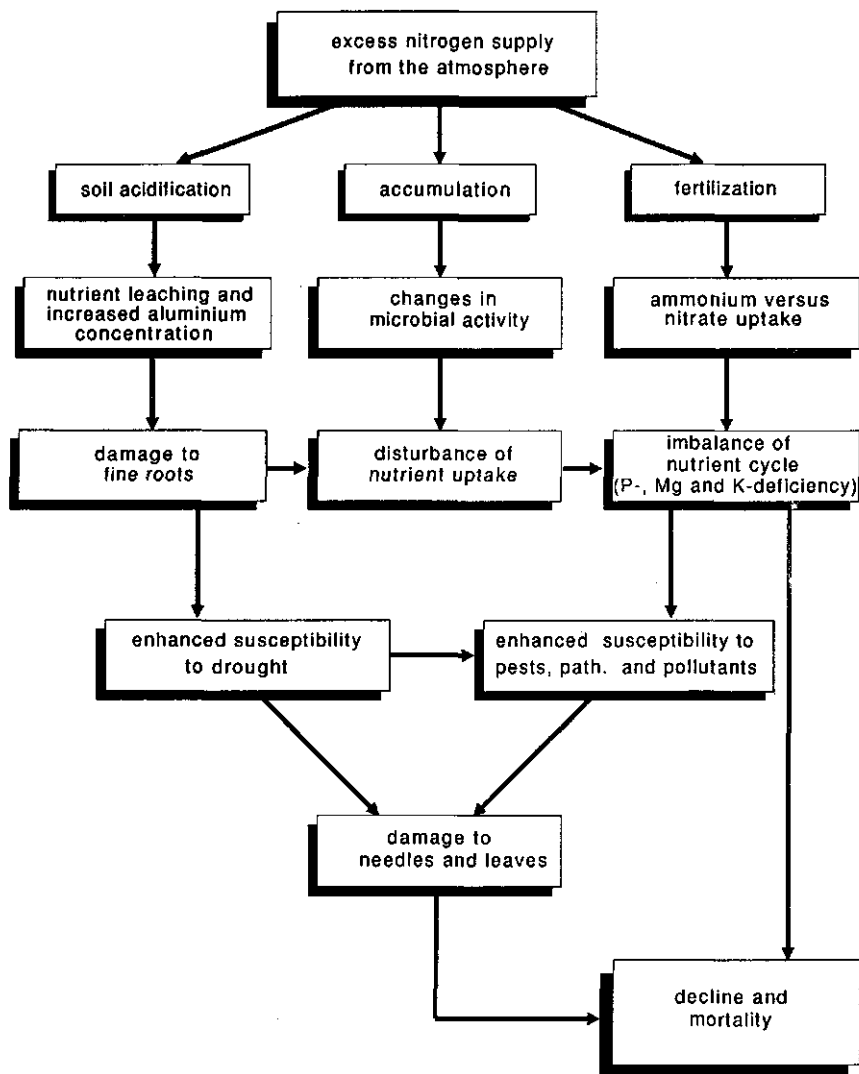 excess nitrogen supply
from the atmosphere
soil acidification
accumulation
fertilization
nutrient leaching and
increased aluminium
concentration
changes in
microbial activity
ammonium versus
nitrate uptake
damage to
fine roots
disturbance of
nutrient uptake
imbalance of
nutrient cycle
(P-, Mg and K-deficiency)
enhanced susceptibility
to drought
enhanced susceptibility to
pests, path. and pollutants
damage to
needles and leaves
decline and
mortality